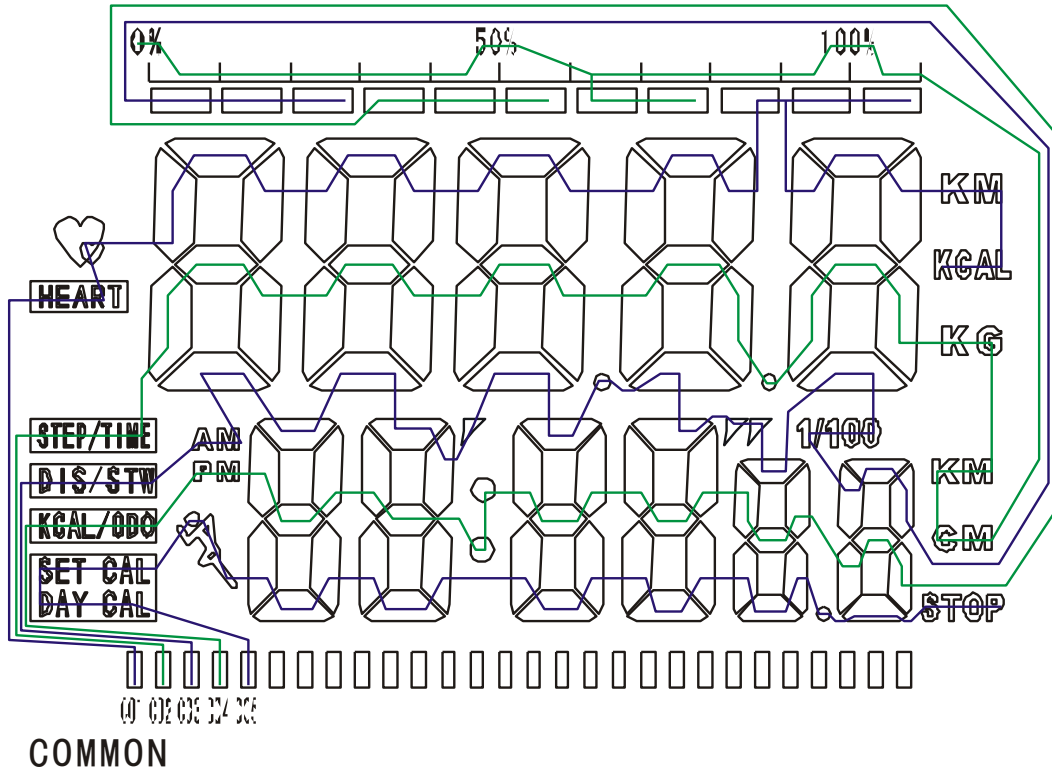 0% 50% 100%
KM
KCAL
HEART
KG
STEP/TIME AM 1/100
DIS/STW PM KM
KCAL/ODO CM
SET CAL
DAY CAL STOP
COMMON